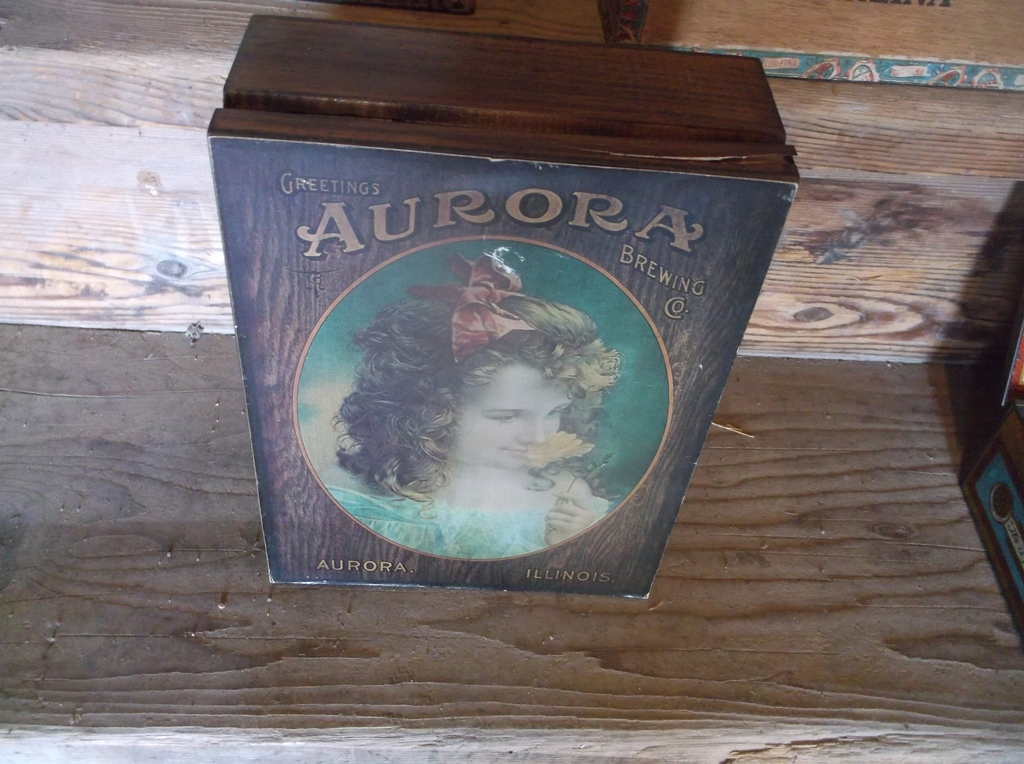 GREETINGS
AURORA
BREWING
CO.
AURORA.
ILLINOIS.